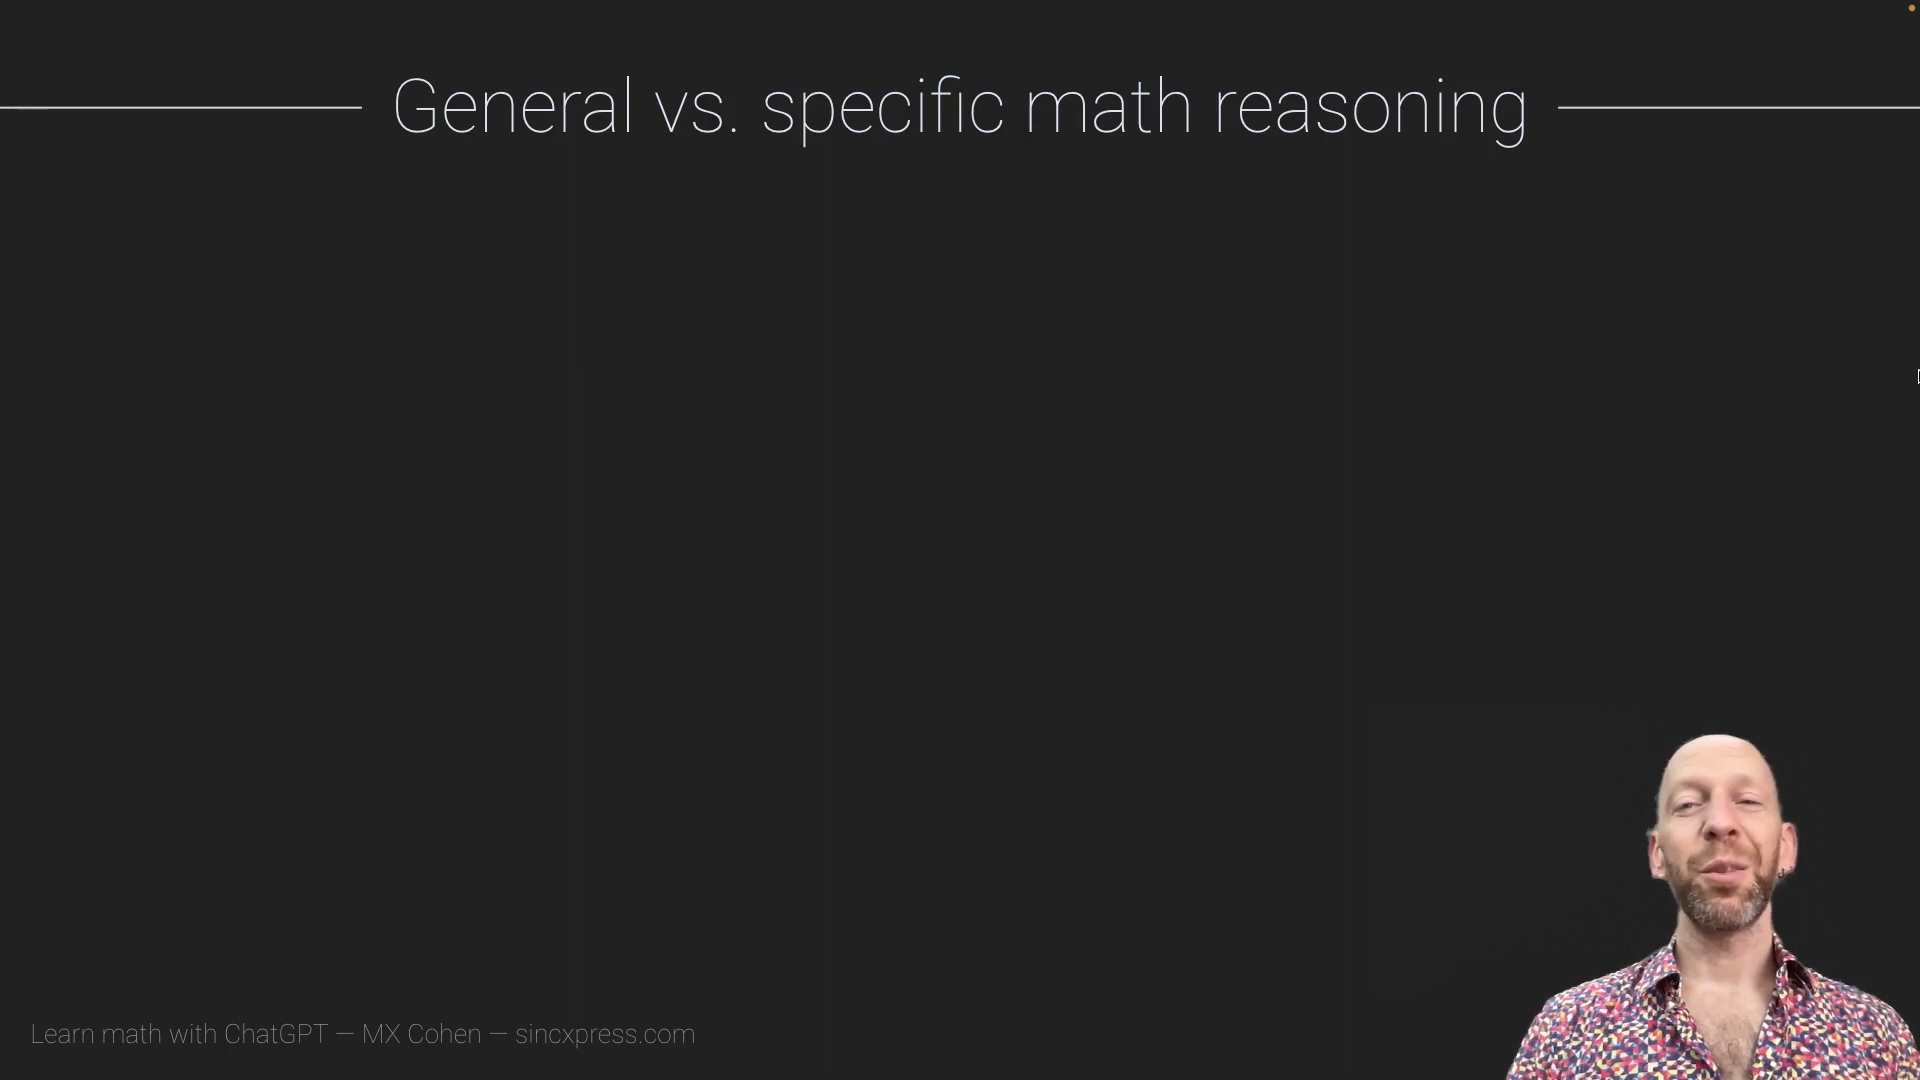 General vs. specific math reasoning
Learn math with ChatGPT — MX Cohen — sincxpress.com